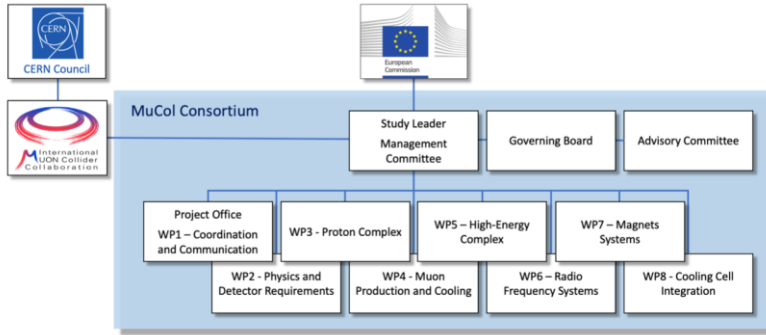 CERN
CERN Council
European
Commission
International
MUON Collider
Collaboration
MuCol Consortium
Study Leader
Management
Committee
Governing Board
Advisory Committee
Project Office
WP1 – Coordination
and Communication
WP3 - Proton Complex
WP5 – High-Energy
Complex
WP7 – Magnets
Systems
WP2 - Physics and
Detector Requirements
WP4 - Muon
Production and Cooling
WP6 – Radio
Frequency Systems
WP8 - Cooling Cell
Integration